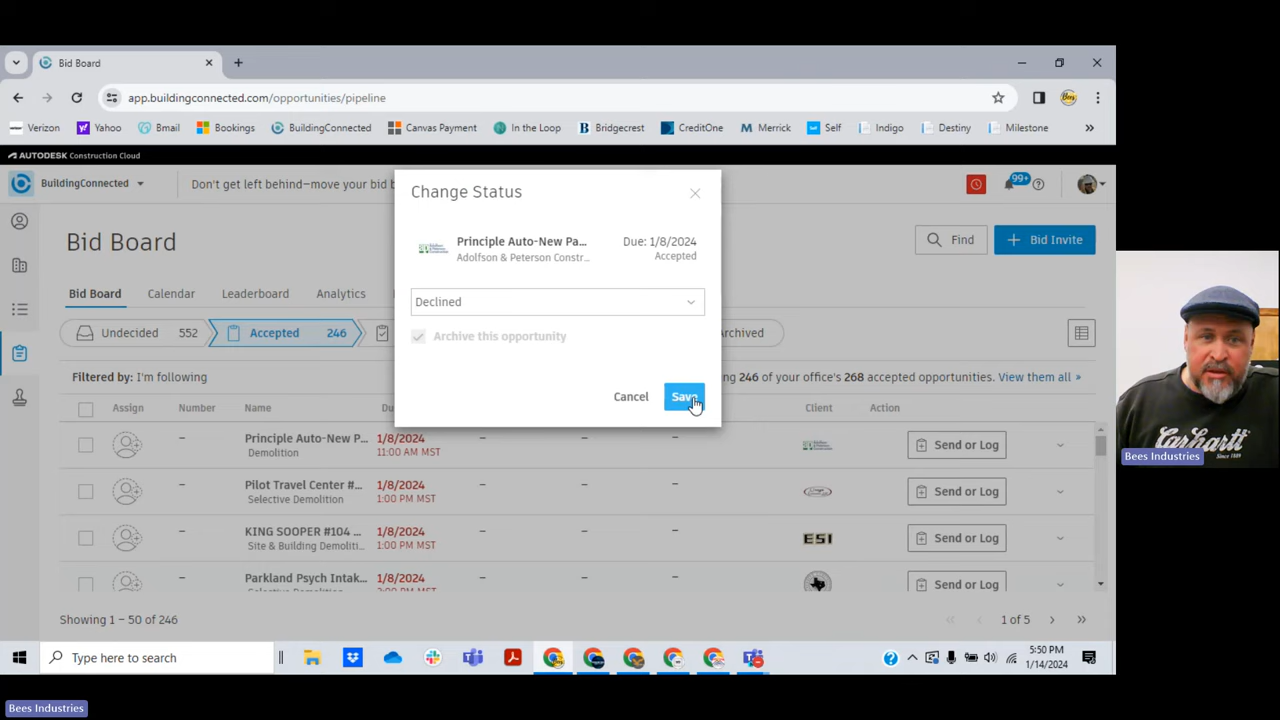 Bid Board
app.buildingconnected.com/opportunities/pipeline
Verizon Yahoo Bmail Bookings BuildingConnected Canvas Payment In the Loop Bridgecrest CreditOne Merrick Self Indigo Destiny Milestone »
AUTODESK Construction Cloud
BuildingConnected Don't get left behind—move your bid b 99+
Bid Board Find + Bid Invite
Bid Board Calendar Leaderboard Analytics
Undecided 552 Accepted 246 Archived
Filtered by: I'm following ng 246 of your office's 268 accepted opportunities. View them all »
Assign Number Name Du Client Action
Principle Auto-New P... 1/8/2024 – – – Send or Log
Demolition 11:00 AM MST
Pilot Travel Center #... 1/8/2024 – – – Send or Log
Selective Demolition 1:00 PM MST
KING SOOPER #104 ... 1/8/2024 – – – ESI Send or Log
Site & Building Demoliti... 1:00 PM MST
Parkland Psych Intak... 1/8/2024 – – – Send or Log
Showing 1 – 50 of 246 « ‹ 1 of 5 › »
Change Status ×
Principle Auto-New Pa... Due: 1/8/2024
Adolfson & Peterson Constr... Accepted
Declined
Archive this opportunity
Cancel Save
Type here to search
5:50 PM
1/14/2024
Carhartt
Since 1889
Bees Industries
Bees Industries